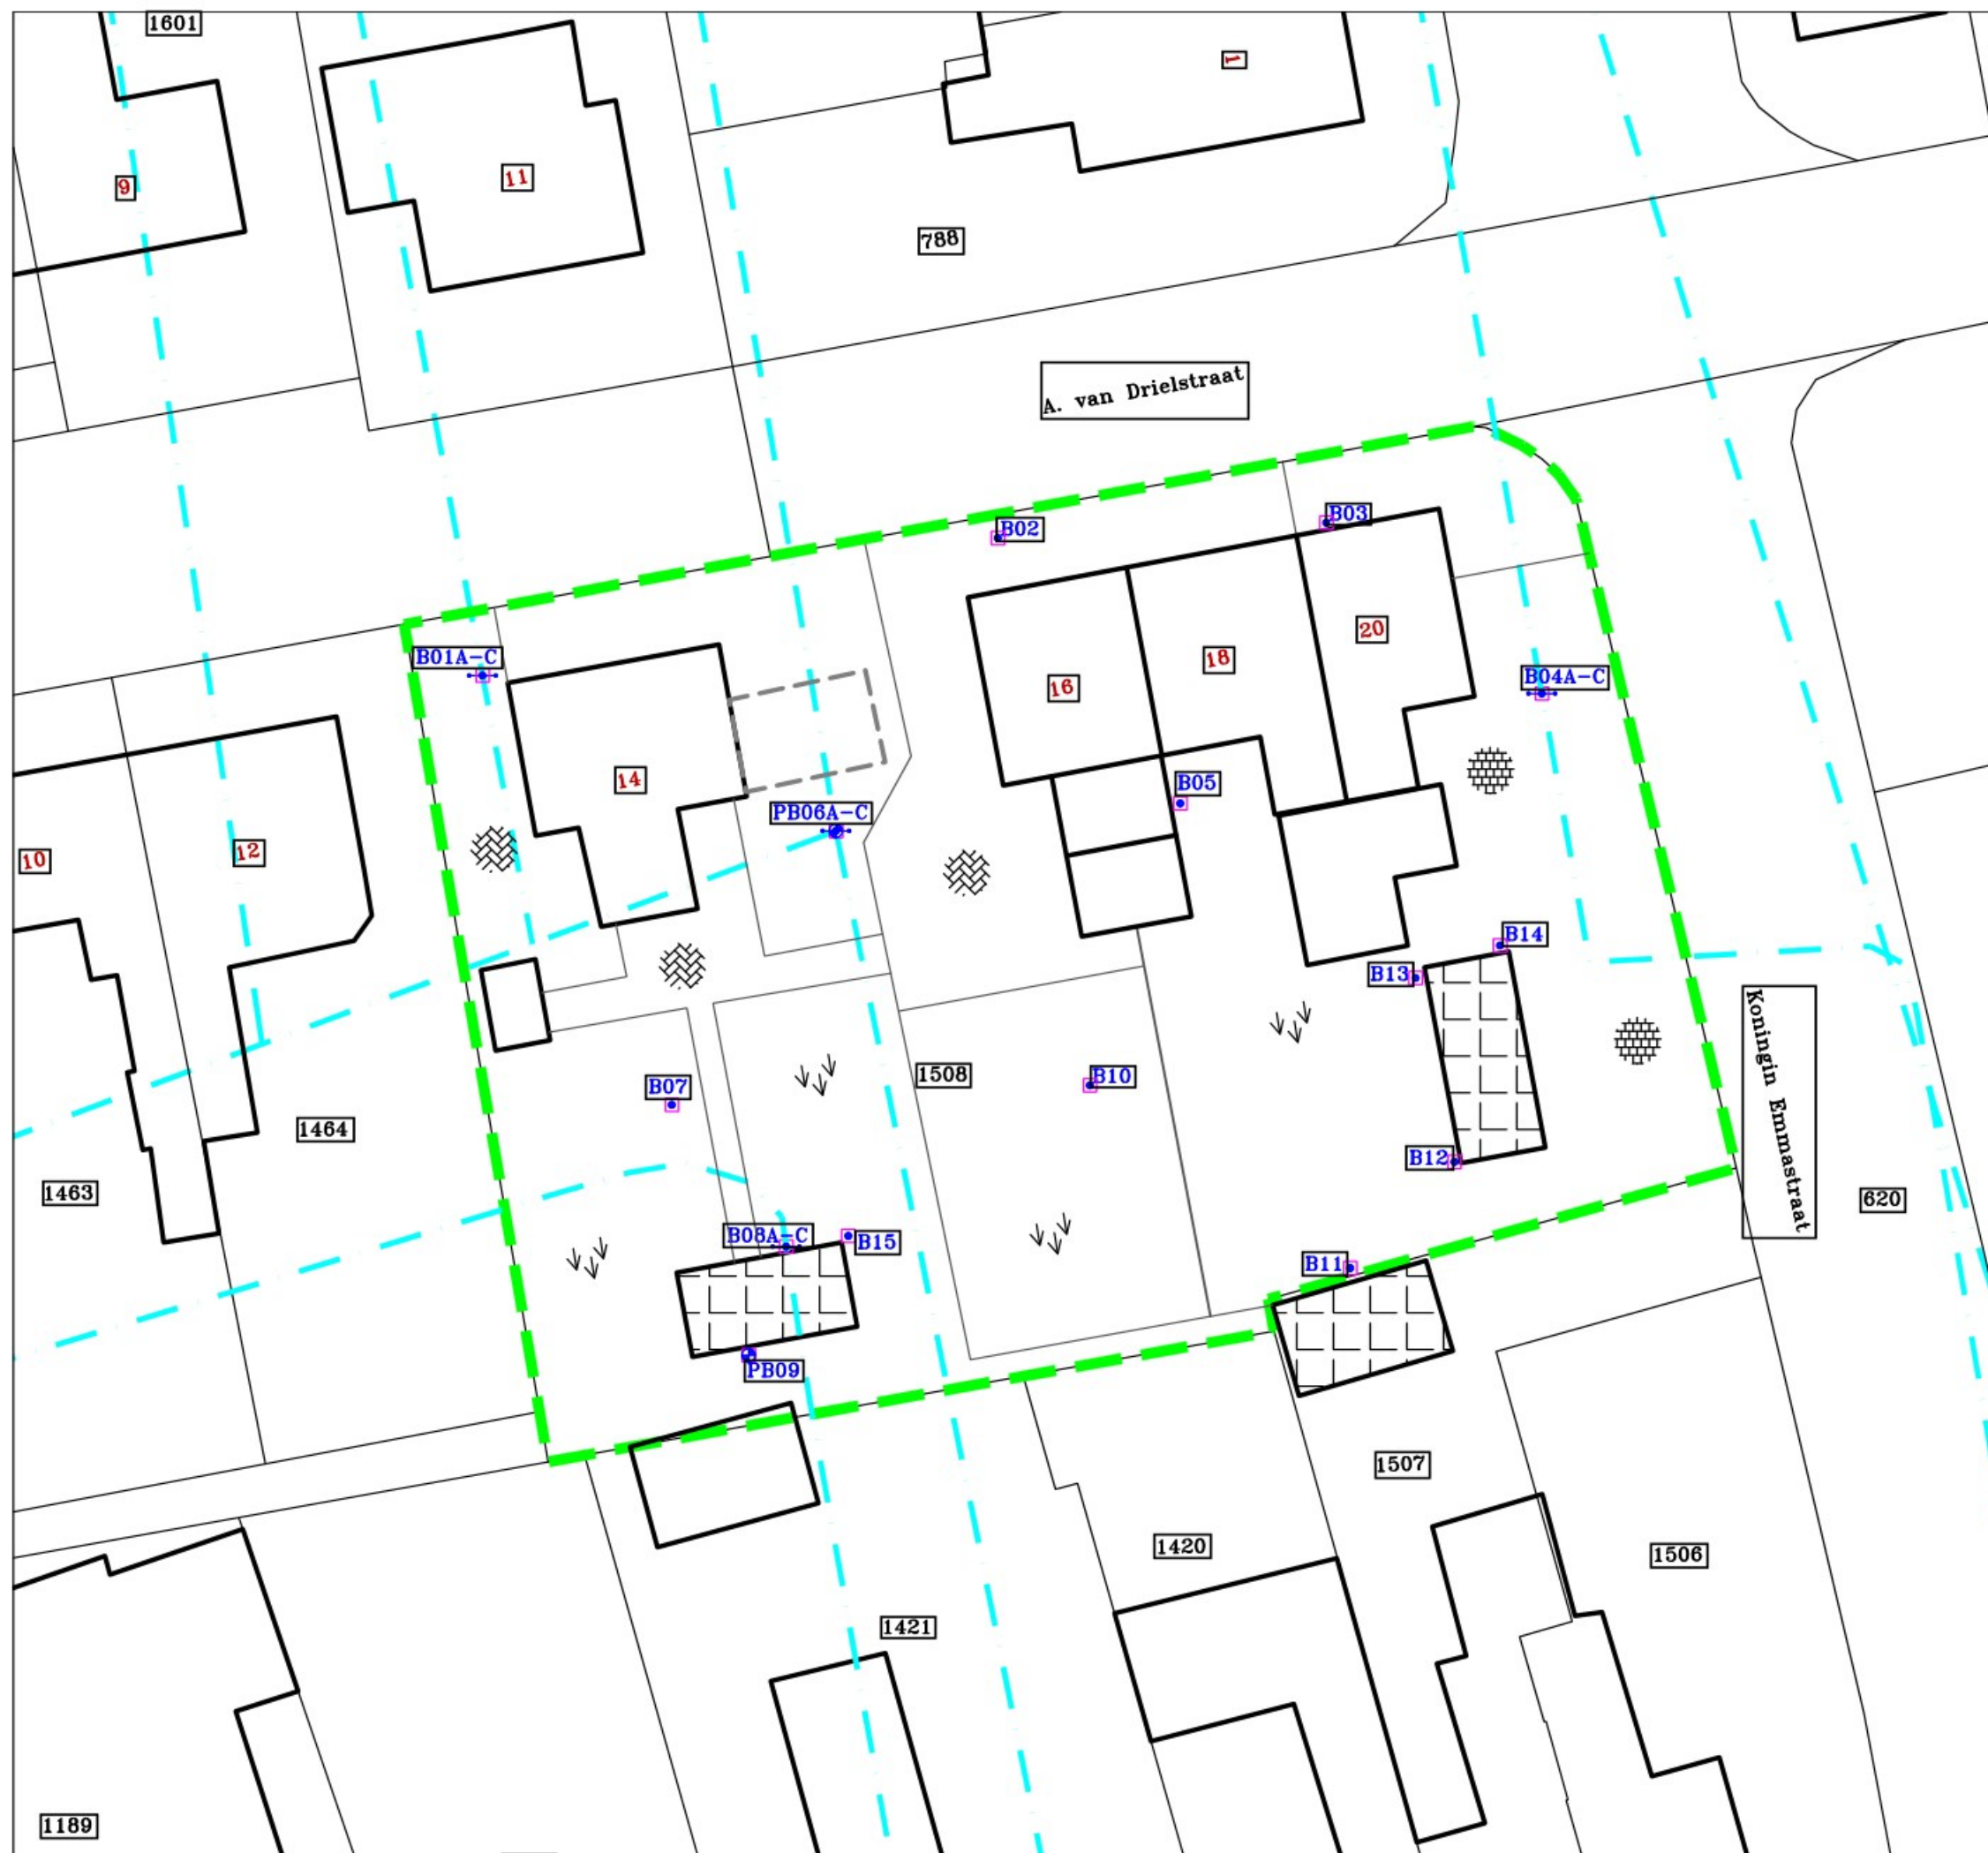 1601
1
9
11
788
A. van Drielstraat
B02
B03
B01A-C
20
18
16
B04A-C
14
B05
PB06A-C
10
12
B14
B13
Koningin Emmastraat
1508
B10
B07
1464
B12
1463
620
B08A-C
B15
B11
PB09
1507
1420
1506
1421
1189